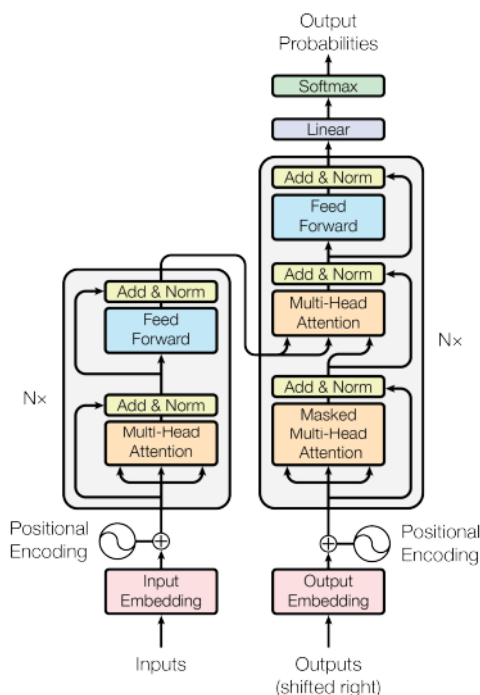 Output
Probabilities
Softmax
Linear
Add & Norm
Feed
Forward
Add & Norm
Multi-Head
Attention
Add & Norm
Masked
Multi-Head
Attention
N×
Add & Norm
Feed
Forward
Add & Norm
Multi-Head
Attention
N×
Positional
Encoding
Positional
Encoding
Input
Embedding
Output
Embedding
Inputs
Outputs
(shifted right)